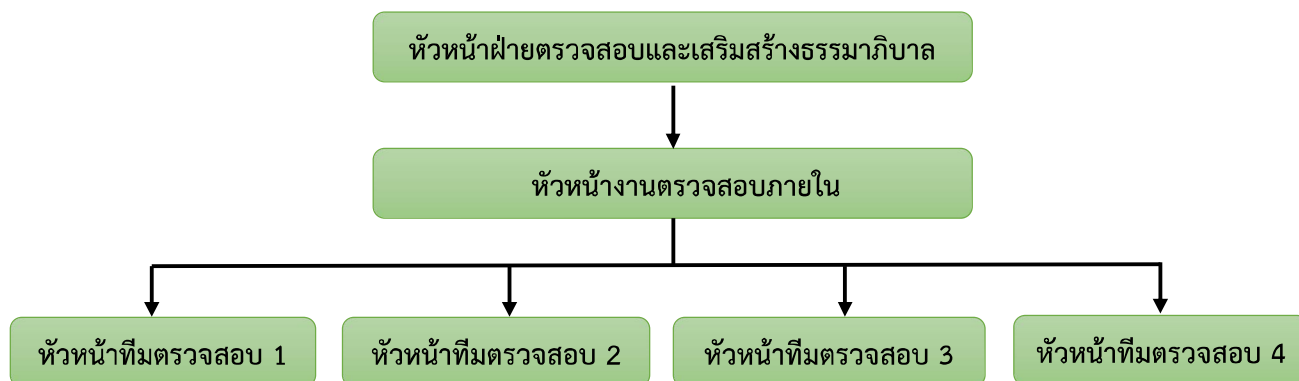 หัวหน้าฝ่ายตรวจสอบและเสริมสร้างธรรมาภิบาล
หัวหน้างานตรวจสอบภายใน
หัวหน้าทีมตรวจสอบ 1
หัวหน้าทีมตรวจสอบ 2
หัวหน้าทีมตรวจสอบ 3
หัวหน้าทีมตรวจสอบ 4